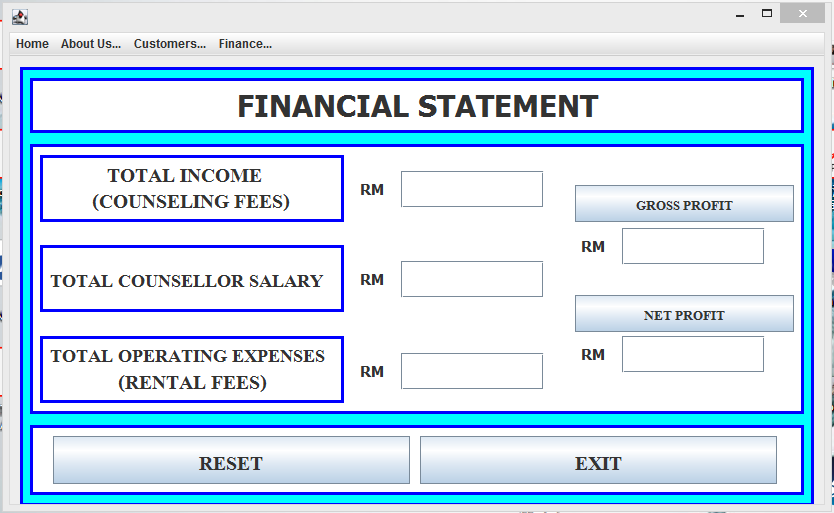 Home About Us... Customers... Finance...
FINANCIAL STATEMENT
TOTAL INCOME
(COUNSELING FEES)
RM
GROSS PROFIT
RM
TOTAL COUNSELLOR SALARY
RM
NET PROFIT
RM
TOTAL OPERATING EXPENSES
(RENTAL FEES)
RM
RESET
EXIT